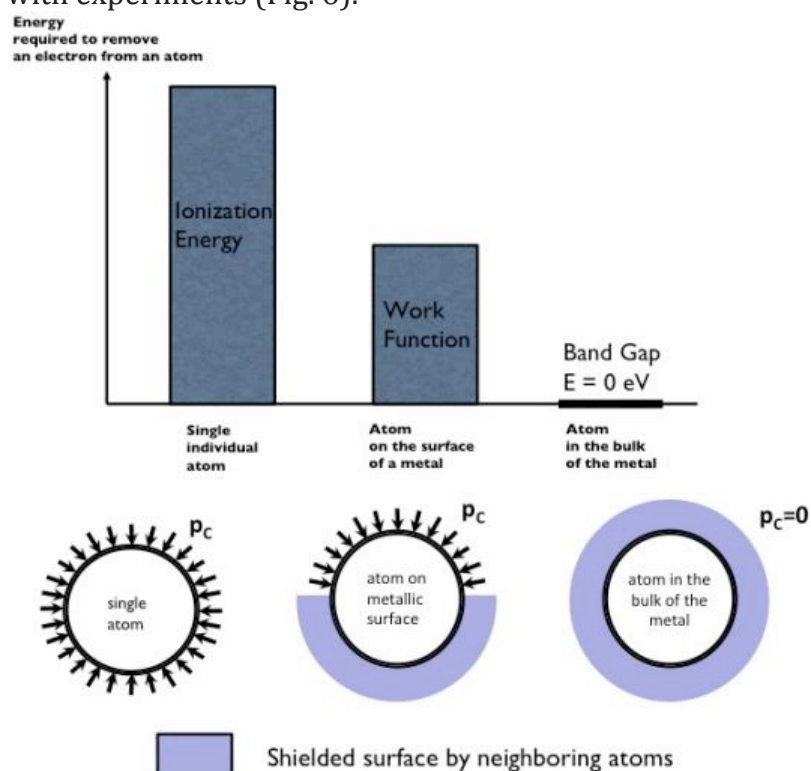 with experiments (Fig. 6).
Energy
required to remove
an electron from an atom
Ionization
Energy
Work
Function
Band Gap
E = 0 eV
Single
individual
atom
Atom
on the surface
of a metal
Atom
in the bulk
of the metal
pC
single
atom
pC
atom on
metallic
surface
pC=0
atom in the
bulk of the
metal
Shielded surface by neighboring atoms